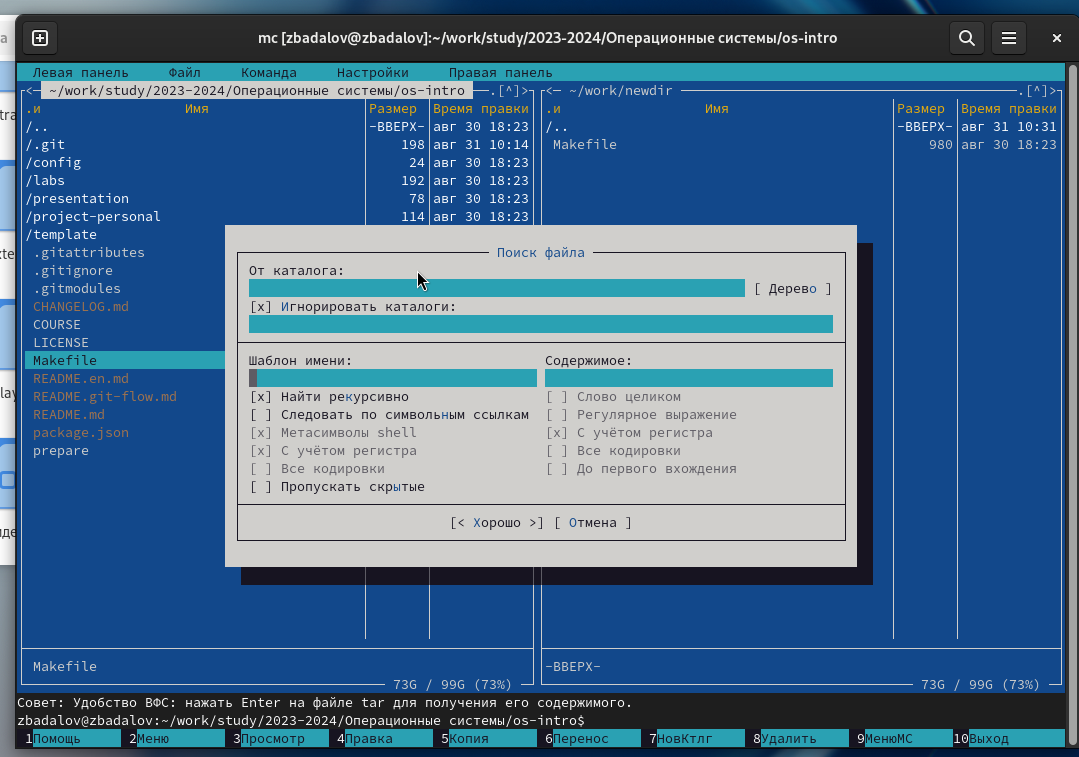 mc [zbadalov@zbadalov]:~/work/study/2023-2024/Операционные системы/os-intro
Левая панель Файл Команда Настройки Правая панель
<— ~/work/study/2023-2024/Операционные системы/os-intro —.[^]> <— ~/work/newdir —.[^]>
.и Имя Размер Время правки .и Имя Размер Время правки
/.. -ВВЕРХ- авг 30 18:23 /.. -ВВЕРХ- авг 31 10:31
/.git 198 авг 31 10:14 Makefile 980 авг 30 18:23
/config 24 авг 30 18:23
/labs 192 авг 30 18:23
/presentation 78 авг 30 18:23
/project-personal 114 авг 30 18:23
/template
.gitattributes
.gitignore
.gitmodules
CHANGELOG.md
COURSE
LICENSE
Makefile
README.en.md
README.git-flow.md
README.md
package.json
prepare
Поиск файла
От каталога:
[ Дерево ]
[x] Игнорировать каталоги:
Шаблон имени: Содержимое:
[x] Найти рекурсивно [ ] Слово целиком
[ ] Следовать по символьным ссылкам [ ] Регулярное выражение
[x] Метасимволы shell [x] С учётом регистра
[x] С учётом регистра [ ] Все кодировки
[ ] Все кодировки [ ] До первого вхождения
[ ] Пропускать скрытые
[< Хорошо >] [ Отмена ]
Makefile -ВВЕРХ-
73G / 99G (73%) 73G / 99G (73%)
Совет: Удобство ВФС: нажать Enter на файле tar для получения его содержимого.
zbadalov@zbadalov:~/work/study/2023-2024/Операционные системы/os-intro$
1Помощь 2Меню 3Просмотр 4Правка 5Копия 6Перенос 7НовКтлг 8Удалить 9МенюМС 10Выход